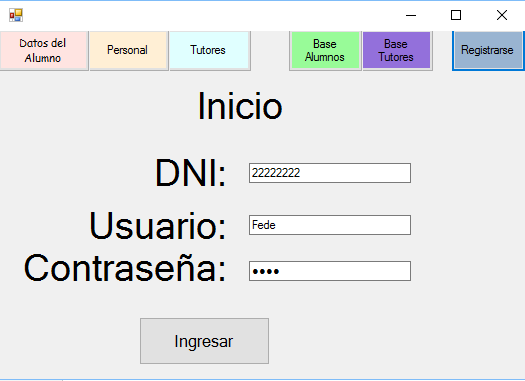 Datos del
Alumno
Personal
Tutores
Base
Alumnos
Base
Tutores
Registrarse
Inicio
DNI:
22222222
Usuario:
Fede
Contraseña:
••••
Ingresar